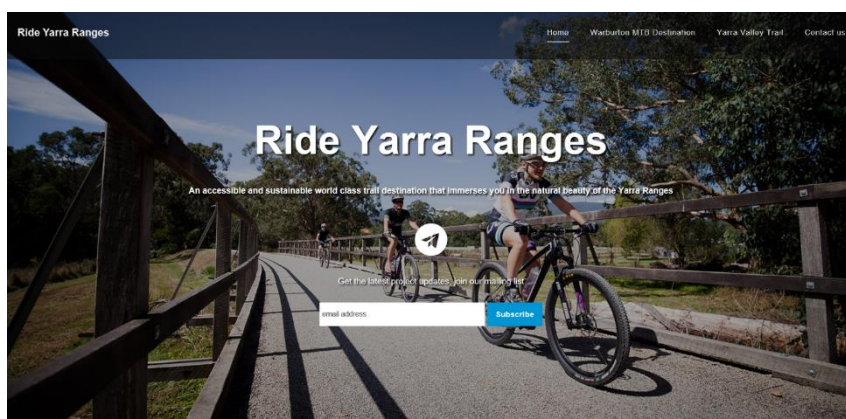 Ride Yarra Ranges
Home Warburton MTB Destination Yarra Valley Trail Contact us
Ride Yarra Ranges
An accessible and sustainable world class trail destination that immerses you in the natural beauty of the Yarra Ranges
Get the latest project updates, join our mailing list
email address Subscribe